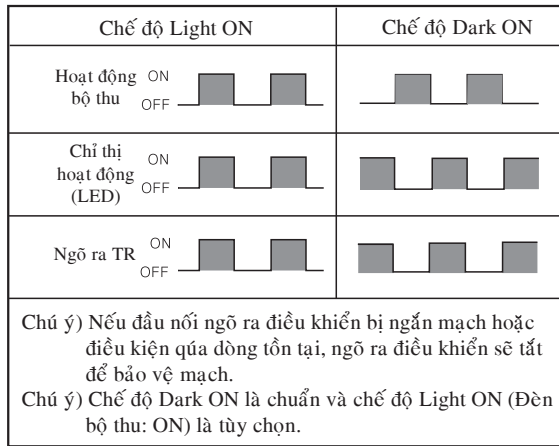 Chế độ Light ON
Chế độ Dark ON
Hoạt động
bộ thu
ON
OFF
Chỉ thị
hoạt động
(LED)
ON
OFF
Ngõ ra TR
ON
OFF
Chú ý) Nếu đầu nối ngõ ra điều khiển bị ngắn mạch hoặc
điều kiện qúa dòng tồn tại, ngõ ra điều khiển sẽ tắt
để bảo vệ mạch.
Chú ý) Chế độ Dark ON là chuẩn và chế độ Light ON (Đèn
bộ thu: ON) là tùy chọn.